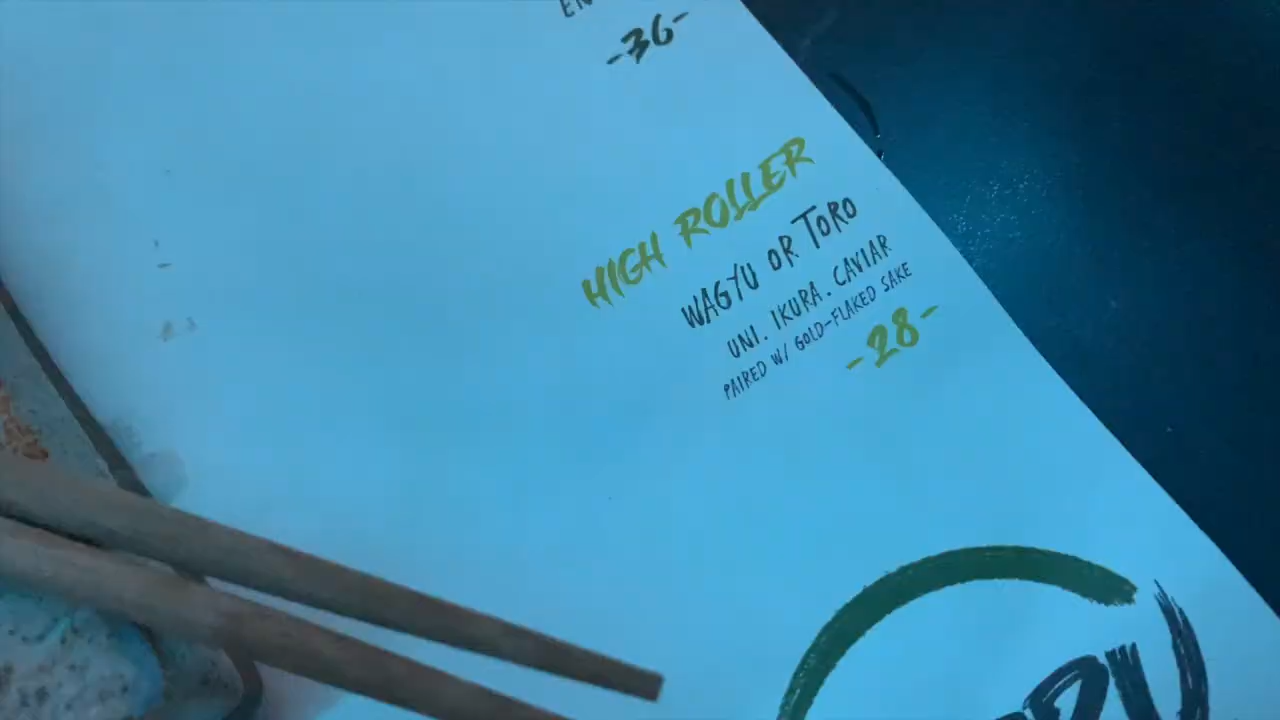 -36-
HIGH ROLLER
WAGYU OR TORO
UNI. IKURA. CAVIAR
PAIRED W/ GOLD-FLAKED SAKE
-28-